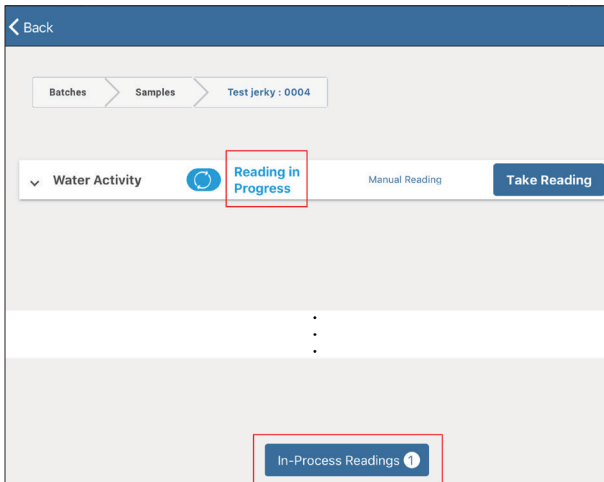 Back
Batches Samples Test jerky : 0004
Water Activity Reading in Progress Manual Reading Take Reading
In-Process Readings 1